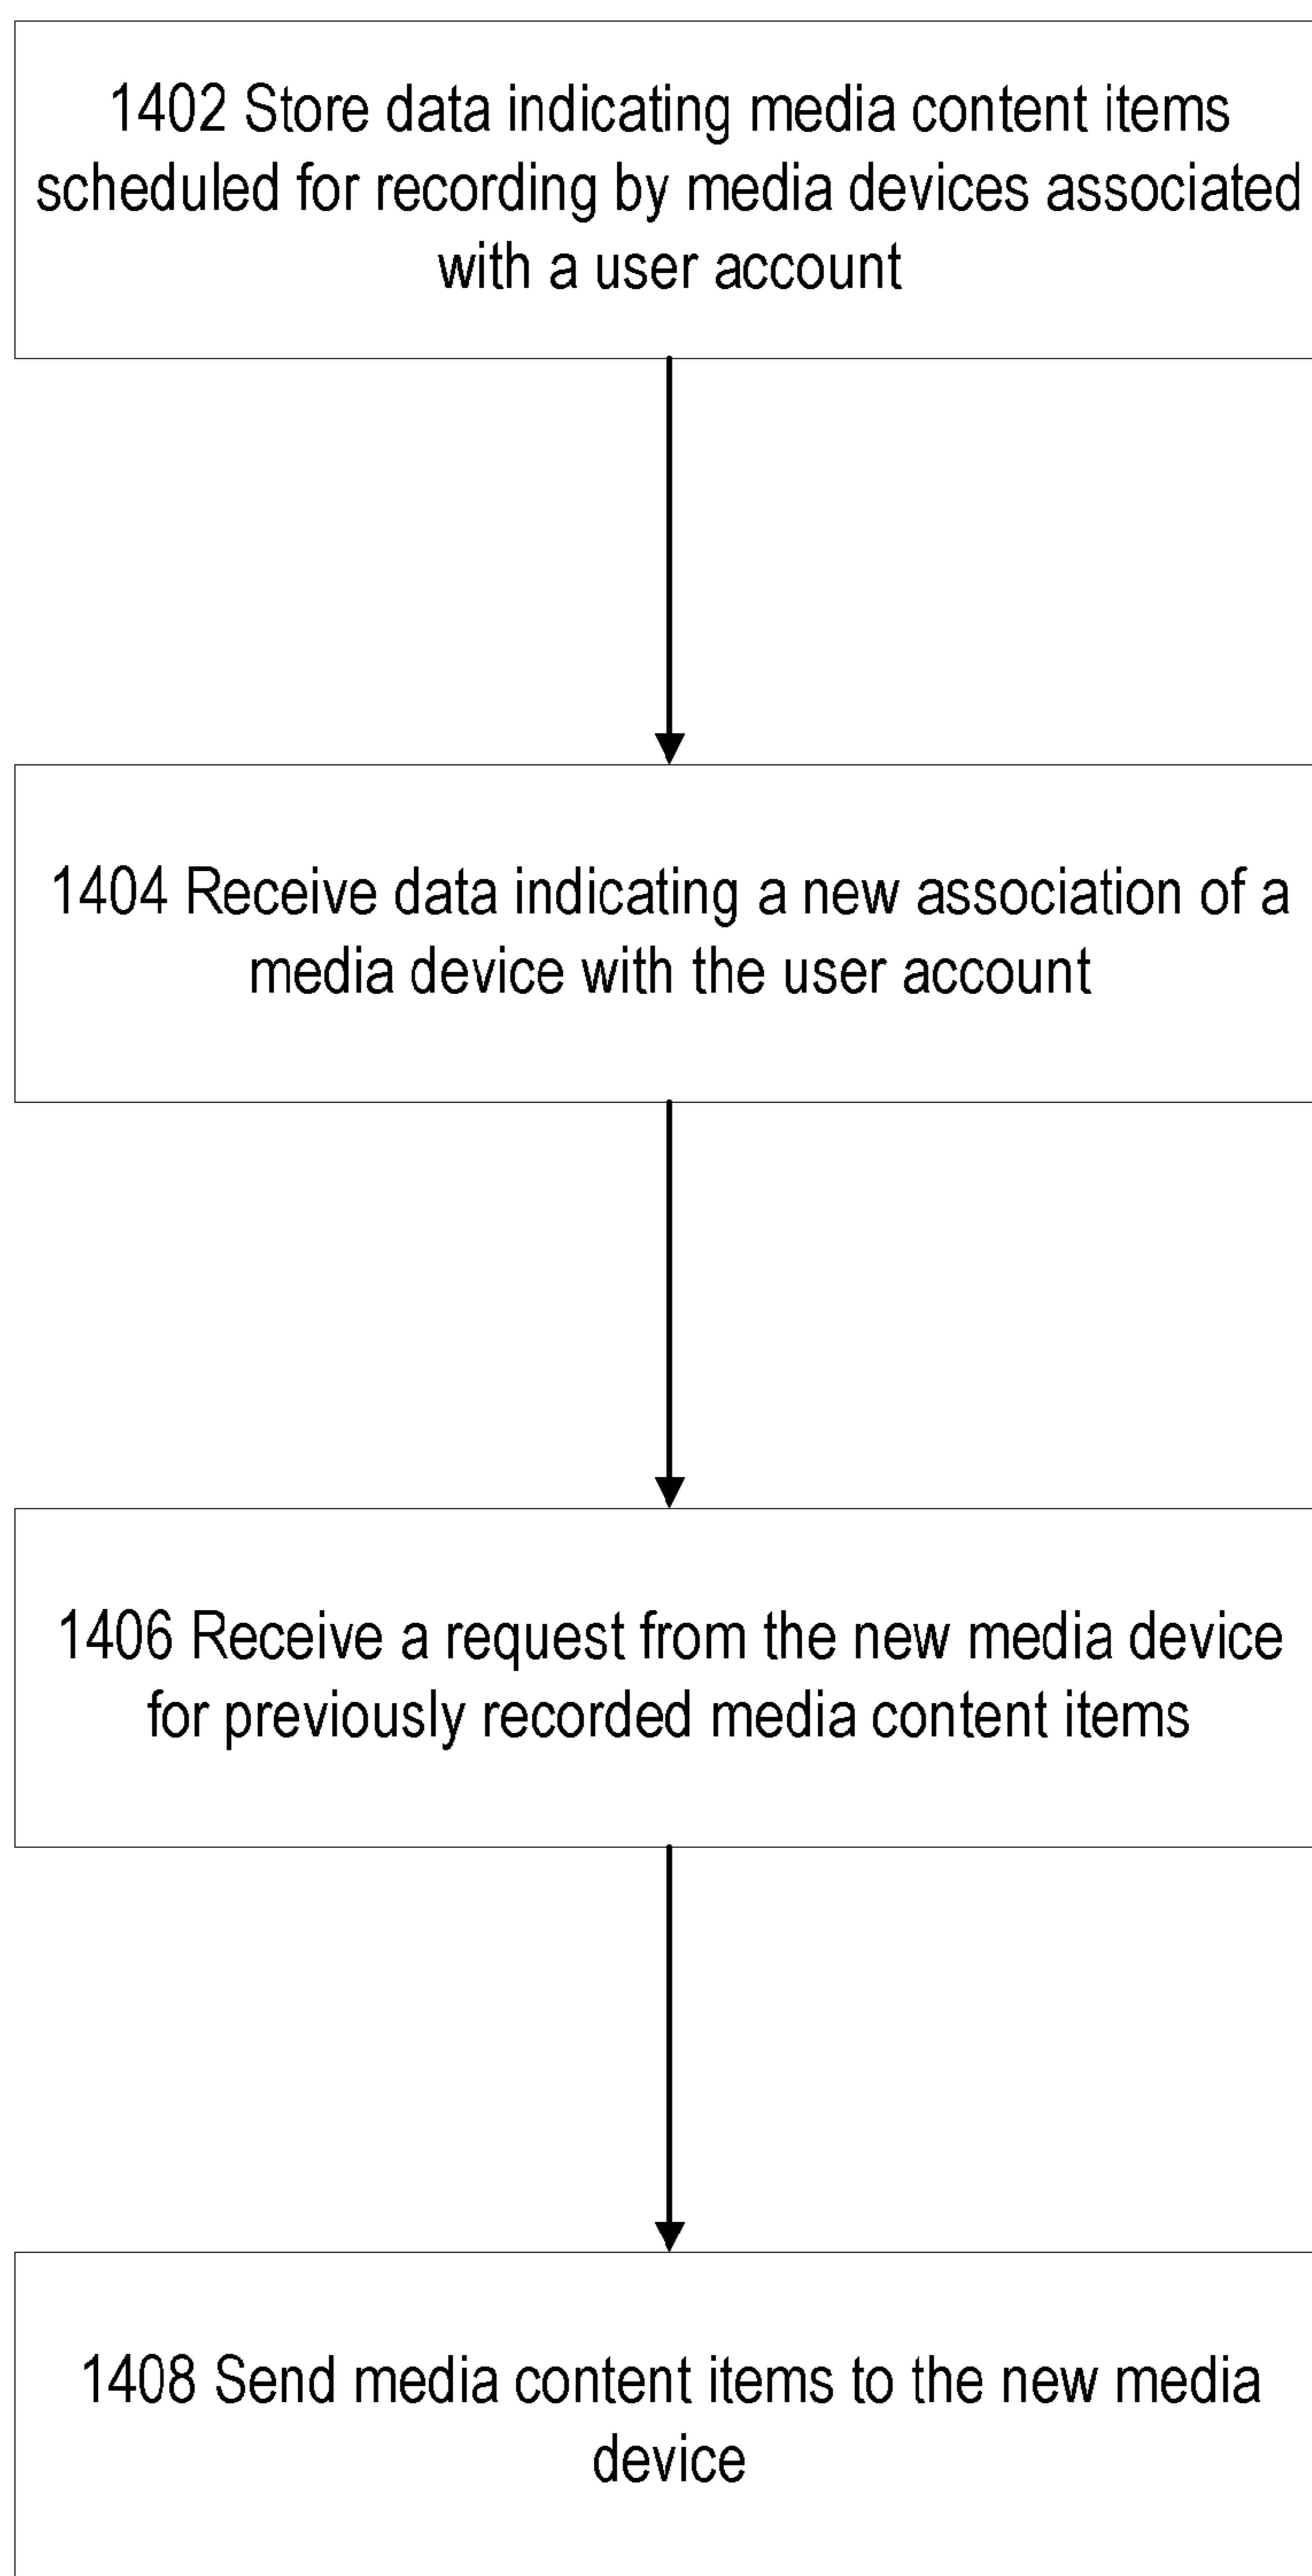 1402 Store data indicating media content items
scheduled for recording by media devices associated
with a user account
1404 Receive data indicating a new association of a
media device with the user account
1406 Receive a request from the new media device
for previously recorded media content items
1408 Send media content items to the new media
device